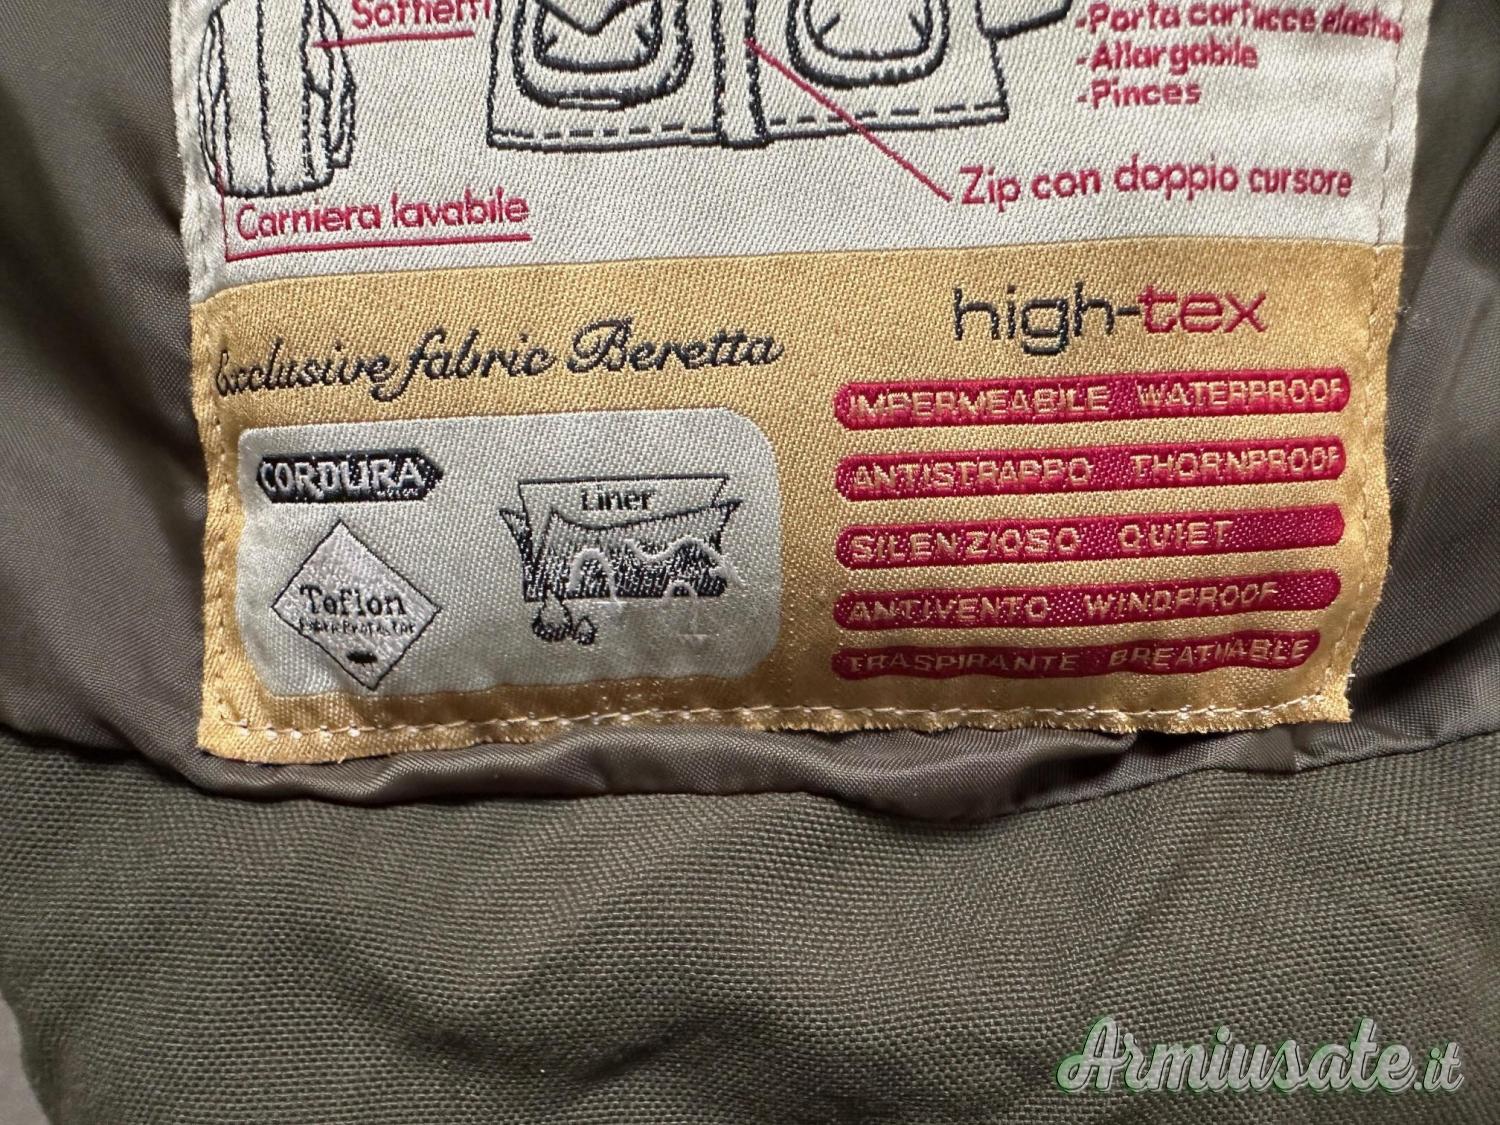 Soffietti
-Porta cartucce elastex
-Allargabile
-Pinces
Zip con doppio cursore
Carniera lavabile
high-tex
Exclusive fabric Beretta
IMPERMEABILE WATERPROOF
CORDURA
Liner
ANTISTRAPPO THORNPROOF
SILENZIOSO QUIET
Teflon
ANTIVENTO WINDPROOF
TRASPIRANTE BREATHABLE
Armiusate.it